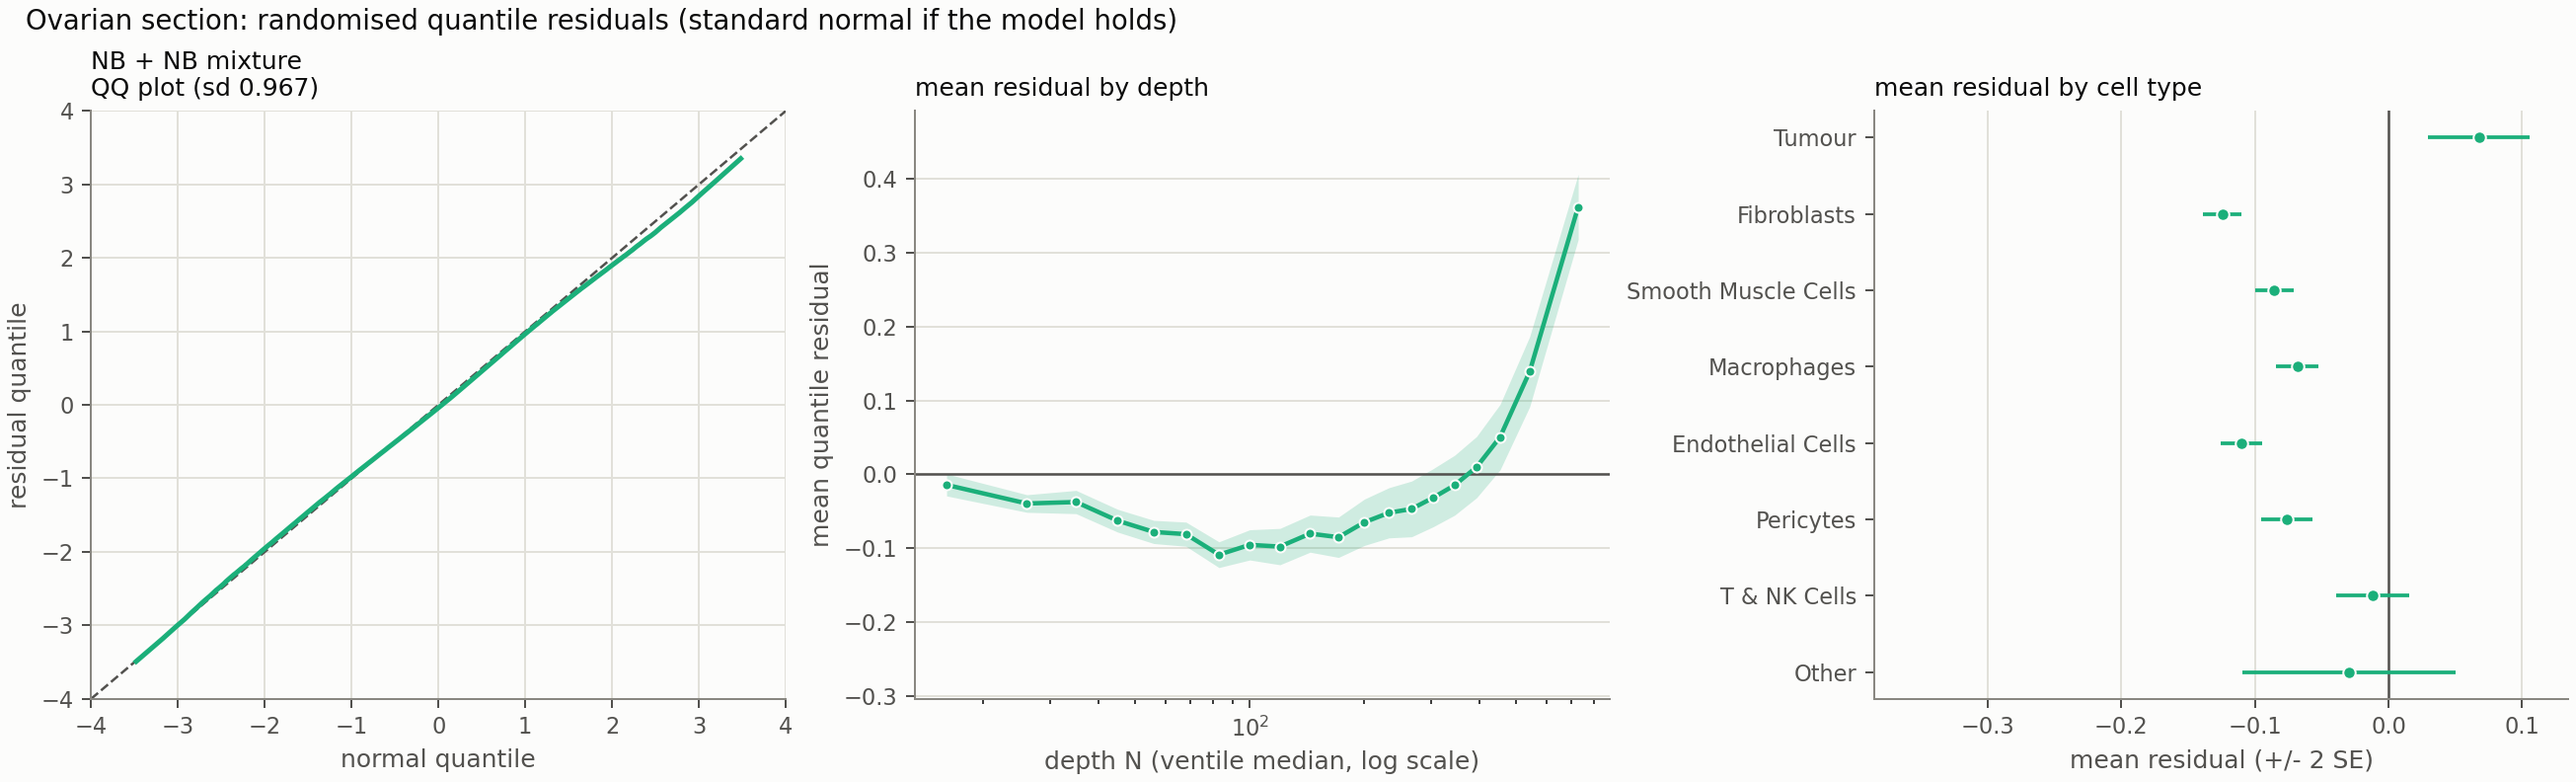 Ovarian section: randomised quantile residuals (standard normal if the model holds)
NB + NB mixture
QQ plot (sd 0.967)
4
3
2
1
0
−1
−2
−3
−4
residual quantile
−4 −3 −2 −1 0 1 2 3 4
normal quantile
mean residual by depth
0.4
0.3
0.2
0.1
0.0
−0.1
−0.2
−0.3
mean quantile residual
10²
depth N (ventile median, log scale)
mean residual by cell type
Tumour
Fibroblasts
Smooth Muscle Cells
Macrophages
Endothelial Cells
Pericytes
T & NK Cells
Other
−0.3 −0.2 −0.1 0.0 0.1
mean residual (+/- 2 SE)